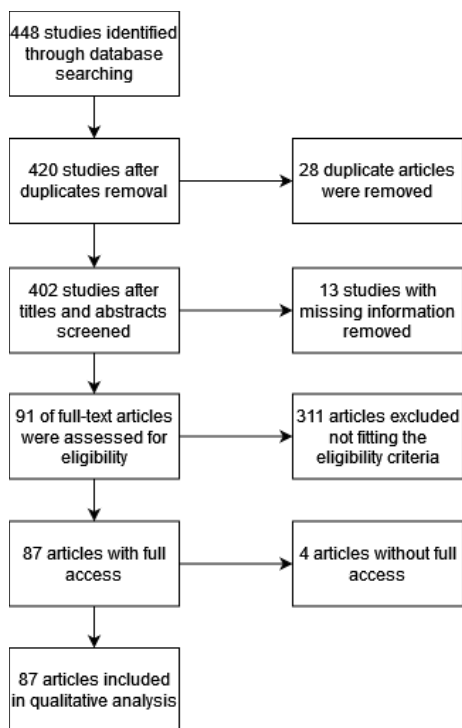 448 studies identified
through database
searching
420 studies after
duplicates removal
28 duplicate articles
were removed
402 studies after
titles and abstracts
screened
13 studies with
missing information
removed
91 of full-text articles
were assessed for
eligibility
311 articles excluded
not fitting the
eligibility criteria
87 articles with full
access
4 articles without full
access
87 articles included
in qualitative analysis